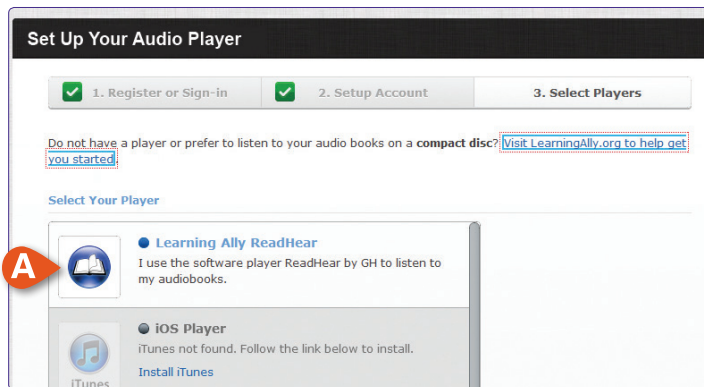 Set Up Your Audio Player
1. Register or Sign-in
2. Setup Account
3. Select Players
Do not have a player or prefer to listen to your audio books on a compact disc? Visit LearningAlly.org to help get
you started.
Select Your Player
Learning Ally ReadHear
A
I use the software player ReadHear by GH to listen to
my audiobooks.
iOS Player
iTunes not found. Follow the link below to install.
Install iTunes
iTunes